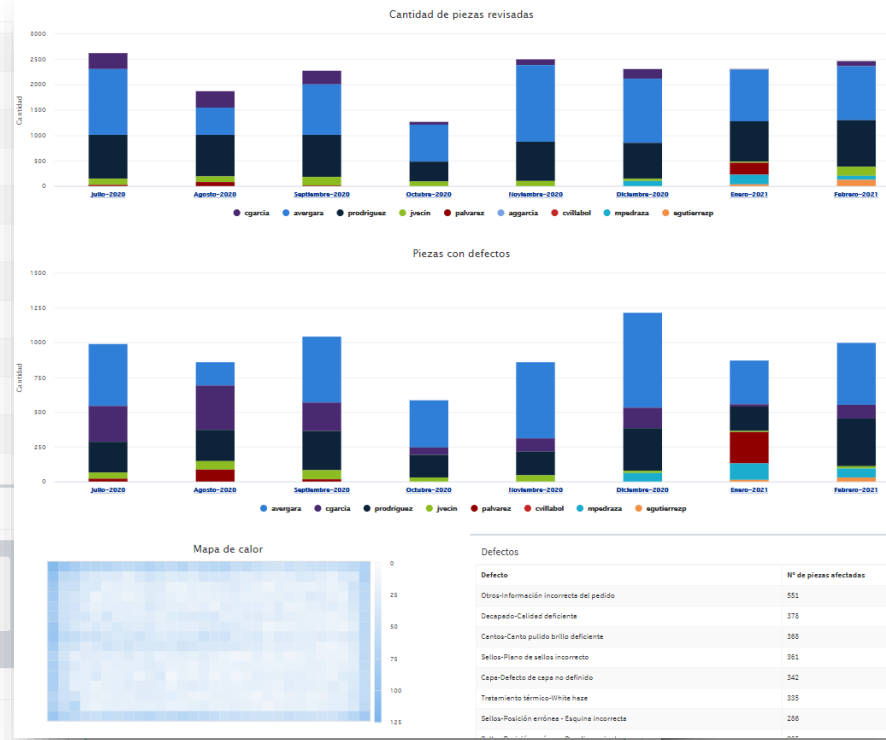 Cantidad de piezas revisadas
3000
2500
2000
1500
1000
500
0
Cantidad
Julio-2020 Agosto-2020 Septiembre-2020 Octubre-2020 Noviembre-2020 Diciembre-2020 Enero-2021 Febrero-2021
cgarcia avergara prodriguez jvecin palvarez aggarcia cvillabol mpedraza egutierrezp
Piezas con defectos
1500
1250
1000
750
500
250
0
Cantidad
Julio-2020 Agosto-2020 Septiembre-2020 Octubre-2020 Noviembre-2020 Diciembre-2020 Enero-2021 Febrero-2021
avergara cgarcia prodriguez jvecin palvarez cvillabol mpedraza egutierrezp
Mapa de calor
0
25
50
75
100
125
Defectos
Defecto Nº de piezas afectadas
Otros-Información incorrecta del pedido 551
Decapado-Calidad deficiente 378
Cantos-Canto pulido brillo deficiente 368
Sellos-Plano de sellos incorrecto 361
Capa-Defecto de capa no definido 342
Tratamiento térmico-White haze 335
Sellos-Posición errónea - Esquina incorrecta 286